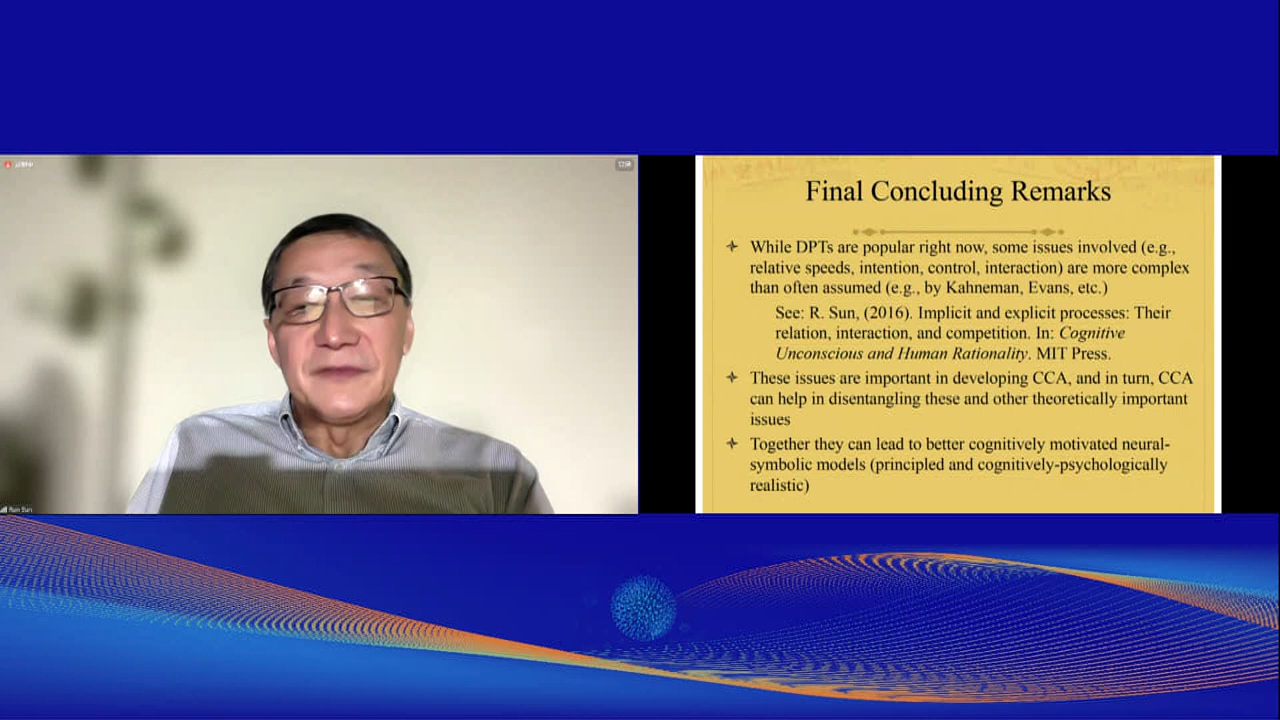 Final Concluding Remarks
While DPTs are popular right now, some issues involved (e.g.,
relative speeds, intention, control, interaction) are more complex
than often assumed (e.g., by Kahneman, Evans, etc.)
See: R. Sun, (2016). Implicit and explicit processes: Their
relation, interaction, and competition. In: Cognitive
Unconscious and Human Rationality. MIT Press.
These issues are important in developing CCA, and in turn, CCA
can help in disentangling these and other theoretically important
issues
Together they can lead to better cognitively motivated neural-
symbolic models (principled and cognitively-psychologically
realistic)
Ron Sun